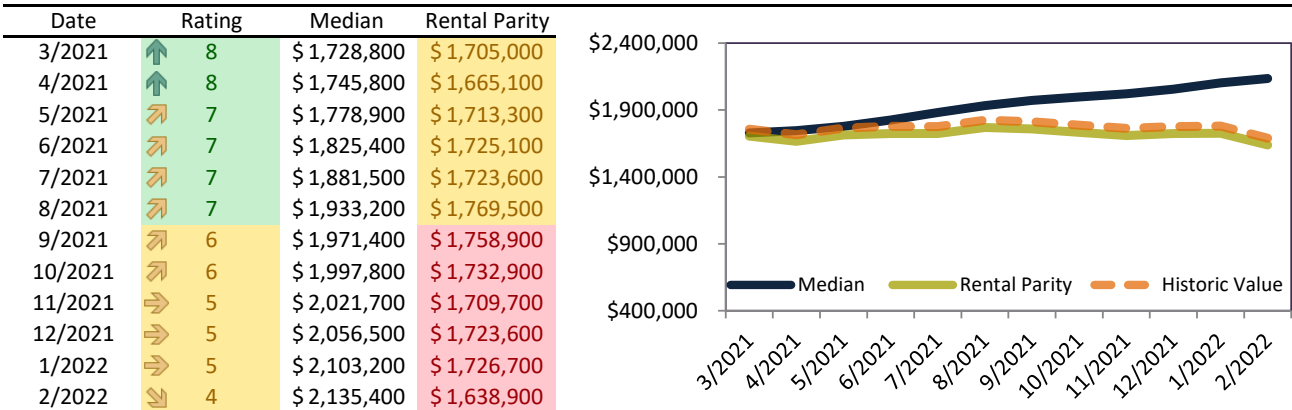 Date Rating Median Rental Parity
3/2021 8 $ 1,728,800 $ 1,705,000
4/2021 8 $ 1,745,800 $ 1,665,100
5/2021 7 $ 1,778,900 $ 1,713,300
6/2021 7 $ 1,825,400 $ 1,725,100
7/2021 7 $ 1,881,500 $ 1,723,600
8/2021 7 $ 1,933,200 $ 1,769,500
9/2021 6 $ 1,971,400 $ 1,758,900
10/2021 6 $ 1,997,800 $ 1,732,900
11/2021 5 $ 2,021,700 $ 1,709,700
12/2021 5 $ 2,056,500 $ 1,723,600
1/2022 5 $ 2,103,200 $ 1,726,700
2/2022 4 $ 2,135,400 $ 1,638,900
$2,400,000
$1,900,000
$1,400,000
$900,000
$400,000
Median Rental Parity Historic Value
3/2021 4/2021 5/2021 6/2021 7/2021 8/2021 9/2021 10/2021 11/2021 12/2021 1/2022 2/2022